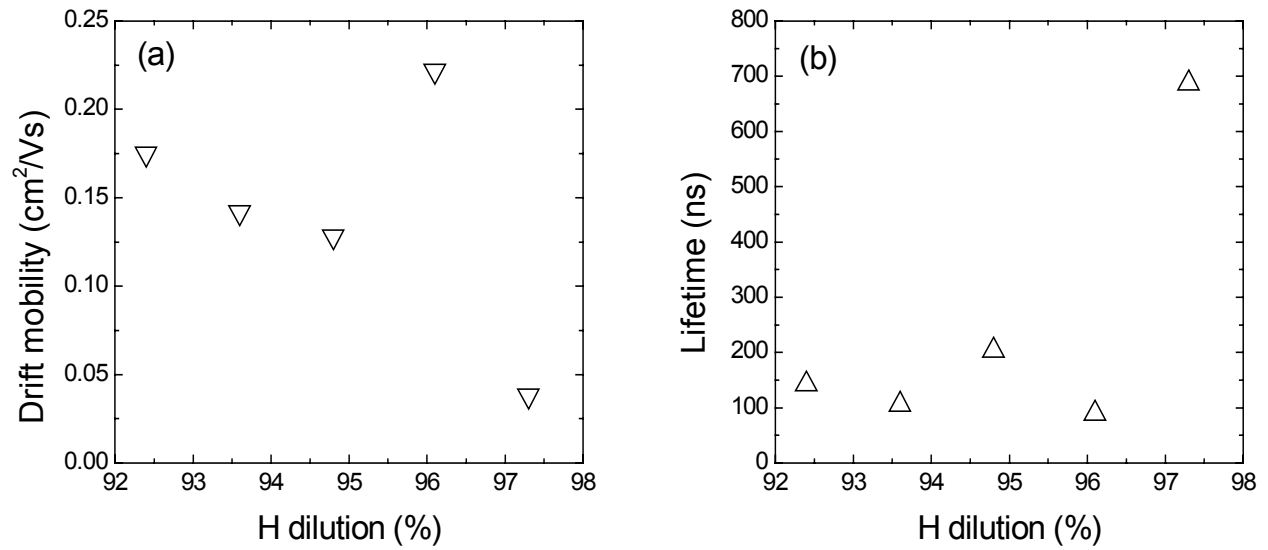 (a)
Drift mobility (cm²/Vs)
0.25
0.20
0.15
0.10
0.05
0.00
92 93 94 95 96 97 98
H dilution (%)
(b)
Lifetime (ns)
800
700
600
500
400
300
200
100
0
92 93 94 95 96 97 98
H dilution (%)